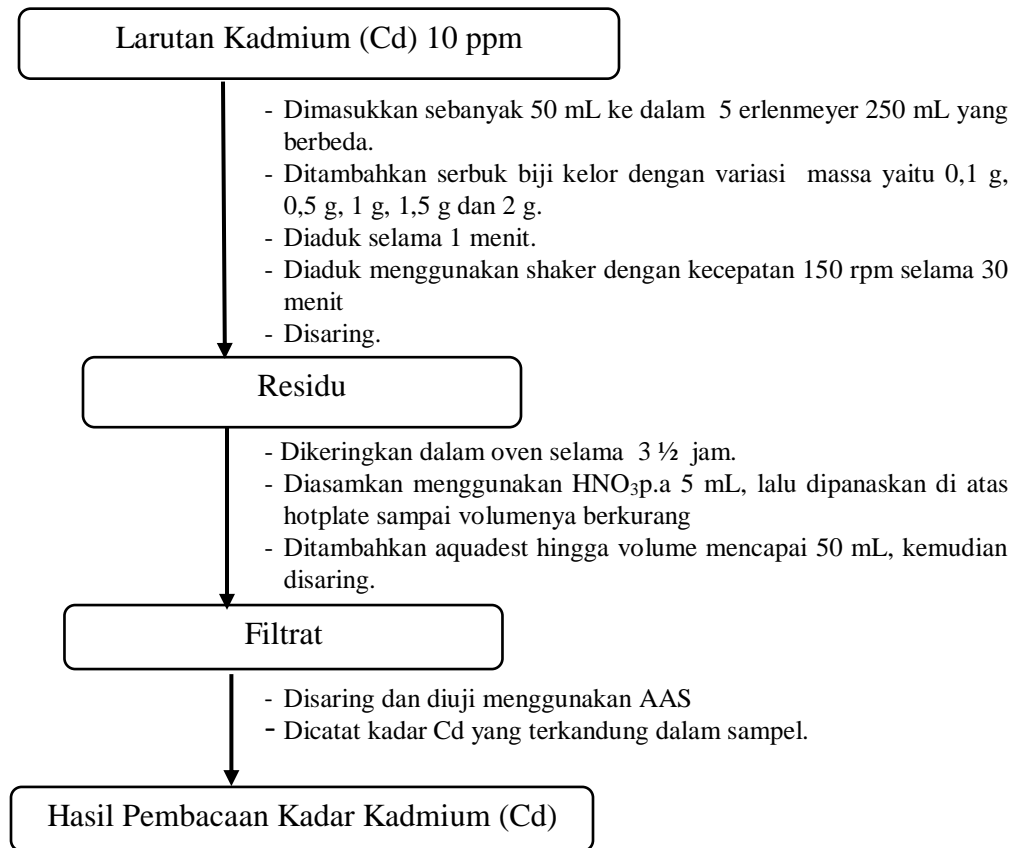 Larutan Kadmium (Cd) 10 ppm
- Dimasukkan sebanyak 50 mL ke dalam 5 erlenmeyer 250 mL yang
berbeda.
- Ditambahkan serbuk biji kelor dengan variasi massa yaitu 0,1 g,
0,5 g, 1 g, 1,5 g dan 2 g.
- Diaduk selama 1 menit.
- Diaduk menggunakan shaker dengan kecepatan 150 rpm selama 30
menit
- Disaring.
Residu
- Dikeringkan dalam oven selama 3 ½ jam.
- Diasamkan menggunakan HNO₃p.a 5 mL, lalu dipanaskan di atas
hotplate sampai volumenya berkurang
- Ditambahkan aquadest hingga volume mencapai 50 mL, kemudian
disaring.
Filtrat
- Disaring dan diuji menggunakan AAS
- Dicatat kadar Cd yang terkandung dalam sampel.
Hasil Pembacaan Kadar Kadmium (Cd)